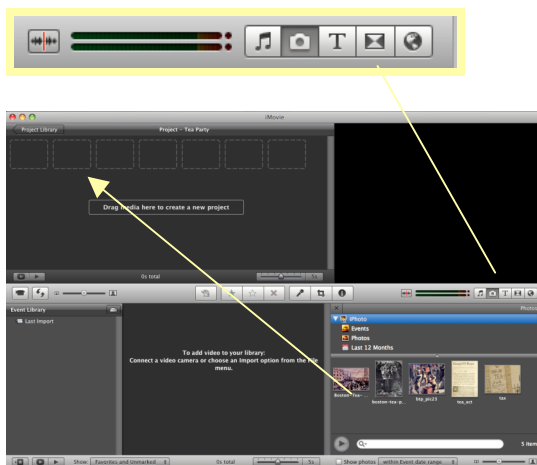 T
iMovie
Project Library
Project - Tea Party
Drag media here to create a new project
0s total
5s
T
Event Library
Last Import
To add video to your library:
Connect a video camera or choose an Import option from the File
menu.
Photos
iPhoto
Events
Photos
Last 12 Months
Boston-Tea-...
boston-tea-p...
btp_pic23
tea_act
tea
5 items
Show: Favorites and Unmarked
0s total
5s
Show photos within Event date range